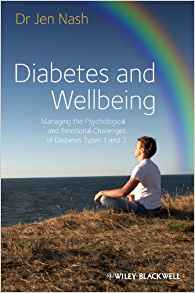 Dr Jen Nash
Diabetes and
Wellbeing
Managing the Psychological
and Emotional Challenges
of Diabetes Types 1 and 2
WILEY-BLACKWELL